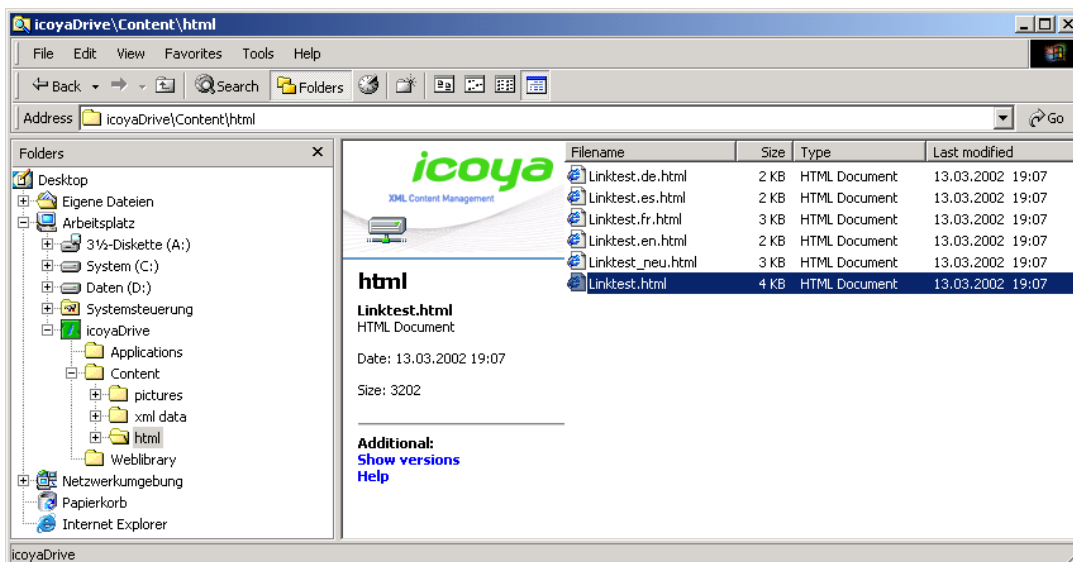 icoyaDrive\Content\html
File Edit View Favorites Tools Help
Back Search Folders
Address icoyaDrive\Content\html Go
Folders
Desktop
Eigene Dateien
Arbeitsplatz
3½-Diskette (A:)
System (C:)
Daten (D:)
Systemsteuerung
icoyaDrive
Applications
Content
pictures
xml data
html
Weblibrary
Netzwerkumgebung
Papierkorb
Internet Explorer
icoya
XML Content Management
html
Linktest.html
HTML Document
Date: 13.03.2002 19:07
Size: 3202
Additional:
Show versions
Help
Filename Size Type Last modified
Linktest.de.html 2 KB HTML Document 13.03.2002 19:07
Linktest.es.html 2 KB HTML Document 13.03.2002 19:07
Linktest.fr.html 3 KB HTML Document 13.03.2002 19:07
Linktest.en.html 2 KB HTML Document 13.03.2002 19:07
Linktest_neu.html 3 KB HTML Document 13.03.2002 19:07
Linktest.html 4 KB HTML Document 13.03.2002 19:07
icoyaDrive